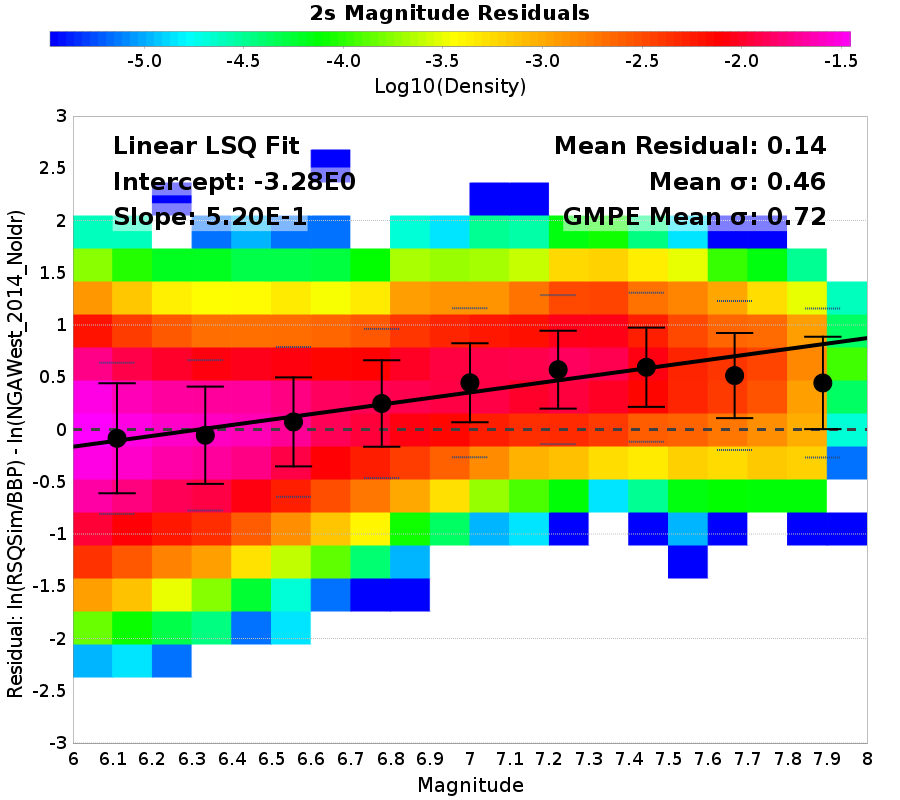 2s Magnitude Residuals
-5.0 -4.5 -4.0 -3.5 -3.0 -2.5 -2.0 -1.5
Log10(Density)
Linear LSQ Fit
Intercept: -3.28E0
Slope: 5.20E-1
Mean Residual: 0.14
Mean σ: 0.46
GMPE Mean σ: 0.72
3
2.5
2
1.5
1
0.5
0
-0.5
-1
-1.5
-2
-2.5
-3
Residual: ln(RSQSim/BBP) - ln(NGAWest_2014_NoIdr)
6 6.1 6.2 6.3 6.4 6.5 6.6 6.7 6.8 6.9 7 7.1 7.2 7.3 7.4 7.5 7.6 7.7 7.8 7.9 8
Magnitude